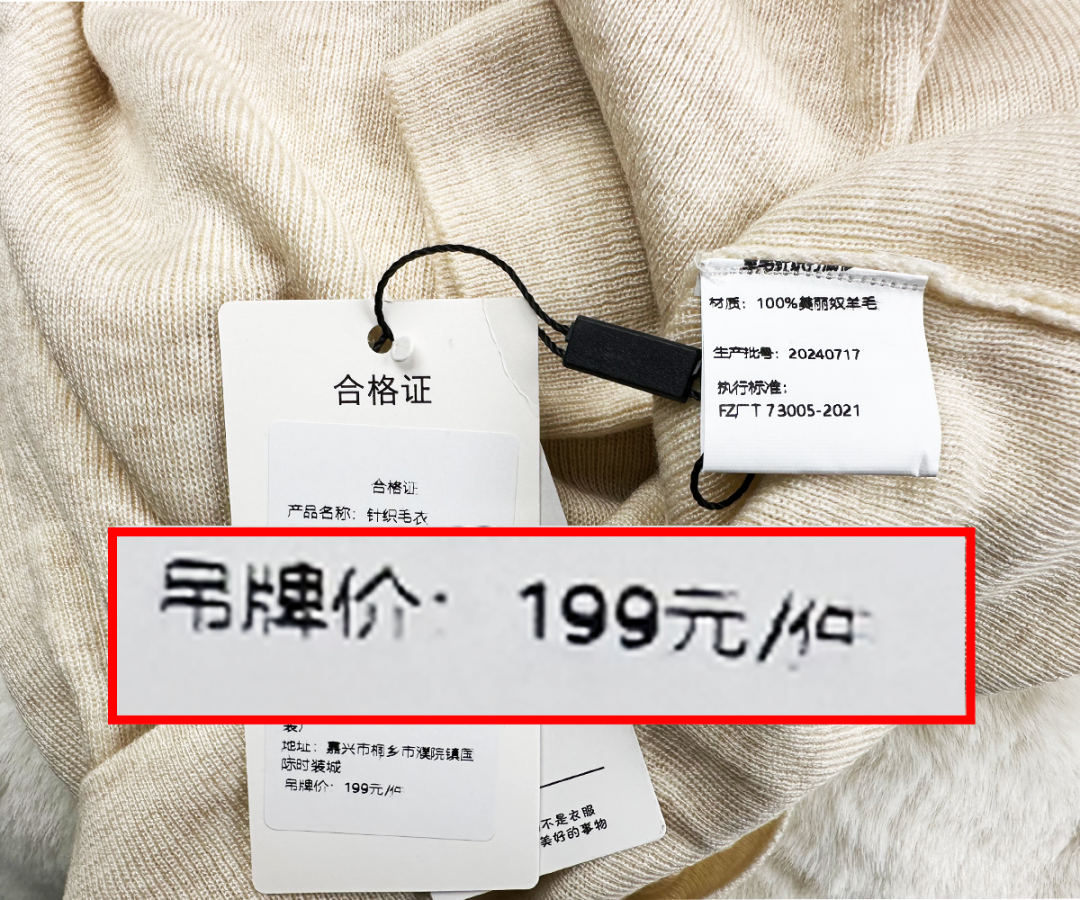 合格证
合格证
产品名称：针织毛衣
吊牌价：199元/件
地址：嘉兴市桐乡市濮院镇国
际时装城
吊牌价：199元/件
不是衣服
美好的事物
材质：100%美丽奴羊毛
生产批号：20240717
执行标准：
FZ/T 73005-2021